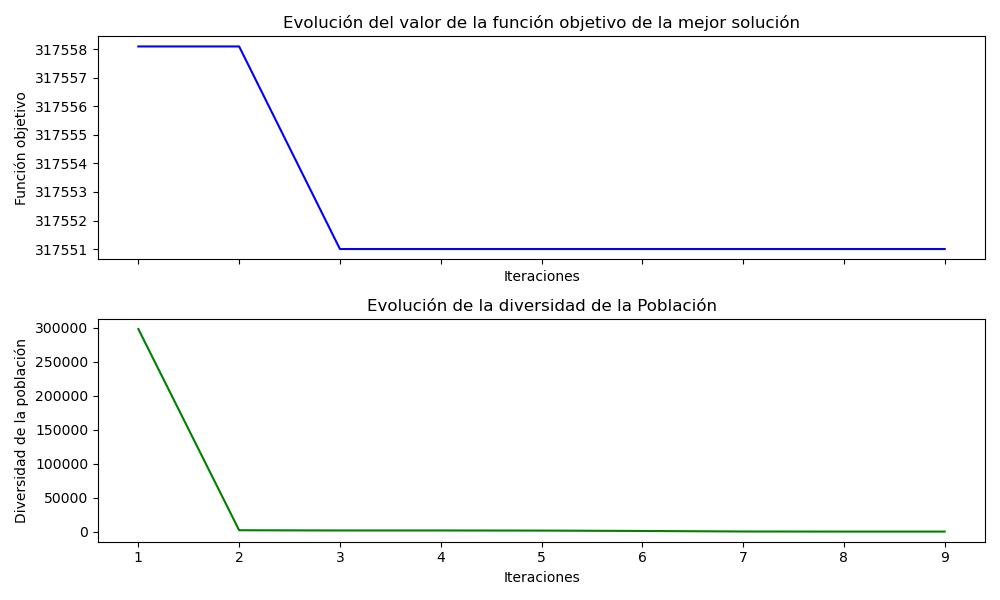 Evolución del valor de la función objetivo de la mejor solución
Función objetivo
317558
317557
317556
317555
317554
317553
317552
317551
Iteraciones
Evolución de la diversidad de la Población
Diversidad de la población
300000
250000
200000
150000
100000
50000
0
1 2 3 4 5 6 7 8 9
Iteraciones